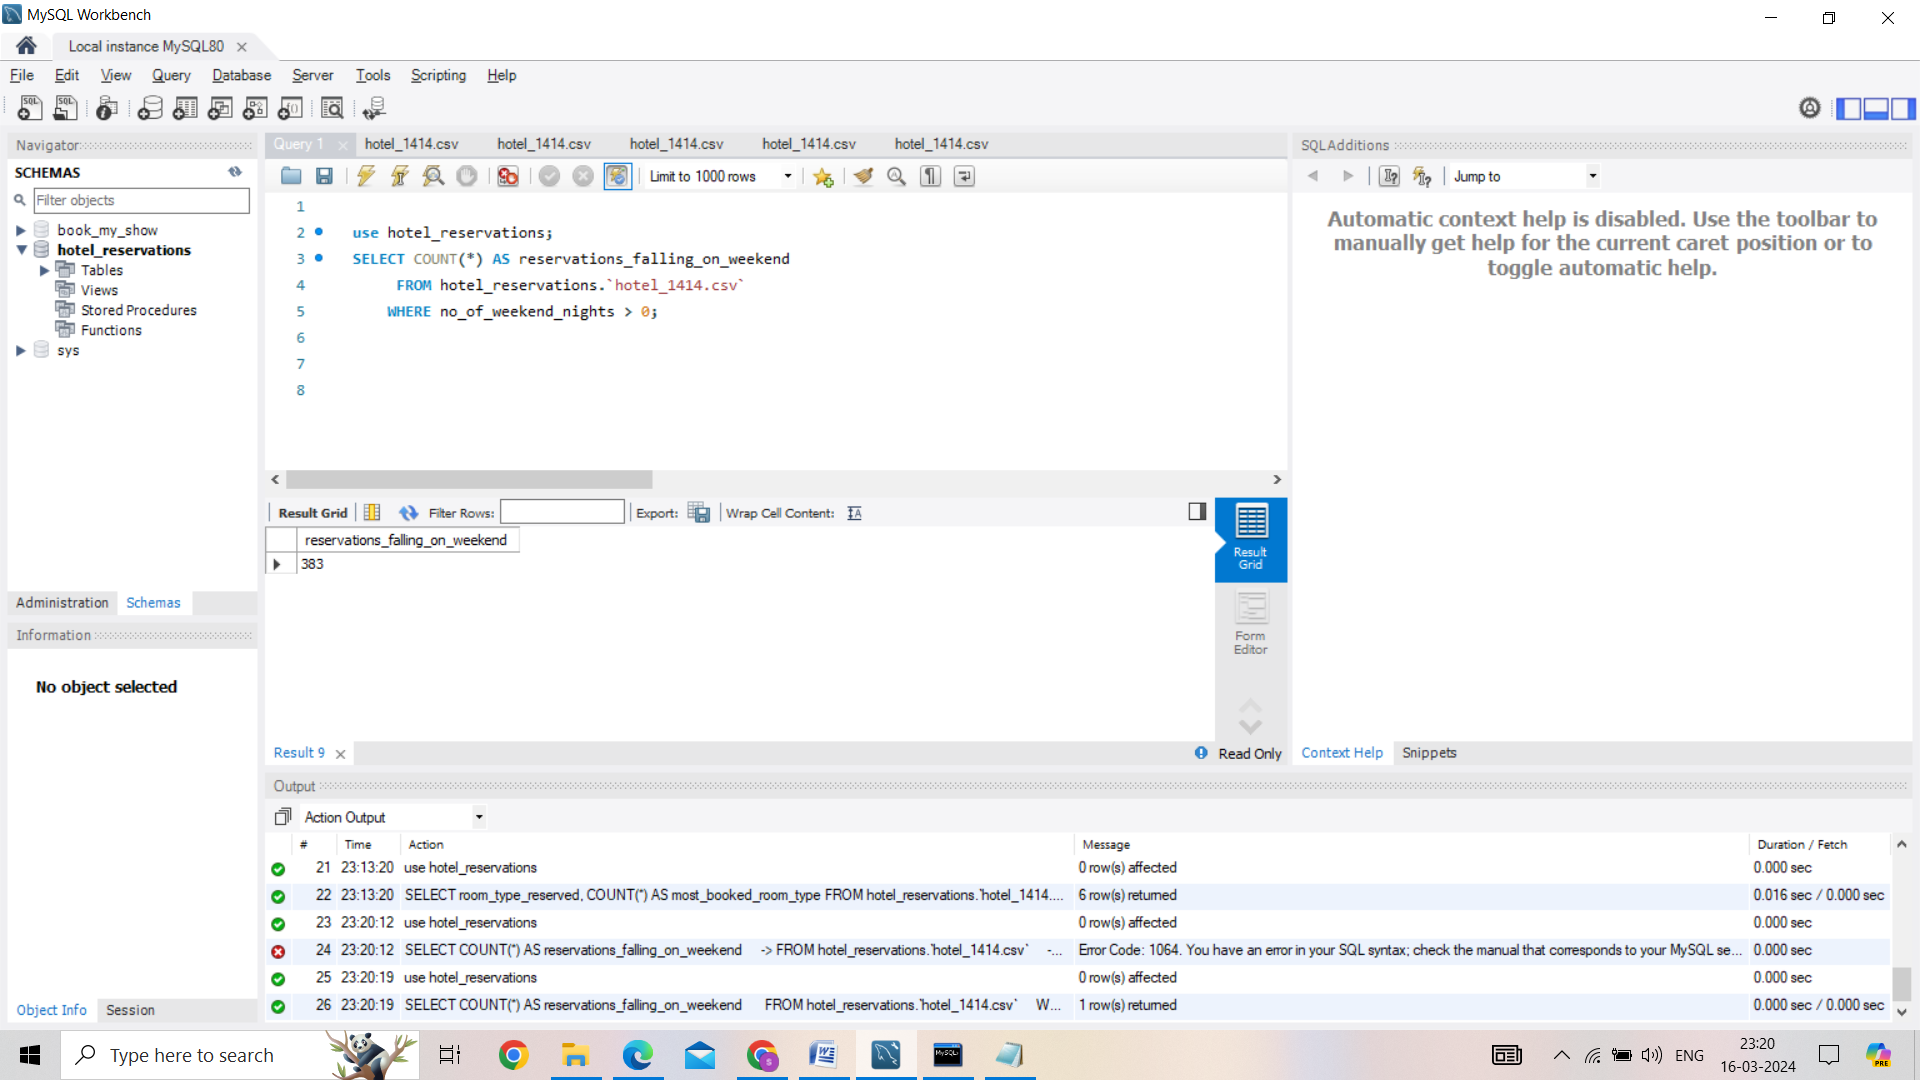 MySQL Workbench
Local instance MySQL80
File Edit View Query Database Server Tools Scripting Help
Navigator
SCHEMAS
Filter objects
book_my_show
hotel_reservations
Tables
Views
Stored Procedures
Functions
sys
Administration Schemas
Information
No object selected
Object Info Session
Query 1 hotel_1414.csv hotel_1414.csv hotel_1414.csv hotel_1414.csv hotel_1414.csv
Limit to 1000 rows
1
2 use hotel_reservations;
3 SELECT COUNT(*) AS reservations_falling_on_weekend
4 FROM hotel_reservations.`hotel_1414.csv`
5 WHERE no_of_weekend_nights > 0;
6
7
8
Result Grid Filter Rows: Export: Wrap Cell Content:
reservations_falling_on_weekend
383
Result Grid
Form Editor
Result 9 Read Only
SQLAdditions
Jump to
Automatic context help is disabled. Use the toolbar to
manually get help for the current caret position or to
toggle automatic help.
Context Help Snippets
Output
Action Output
# Time Action Message Duration / Fetch
21 23:13:20 use hotel_reservations 0 row(s) affected 0.000 sec
22 23:13:20 SELECT room_type_reserved, COUNT(*) AS most_booked_room_type FROM hotel_reservations.`hotel_1414.... 6 row(s) returned 0.016 sec / 0.000 sec
23 23:20:12 use hotel_reservations 0 row(s) affected 0.000 sec
24 23:20:12 SELECT COUNT(*) AS reservations_falling_on_weekend -> FROM hotel_reservations.`hotel_1414.csv` -... Error Code: 1064. You have an error in your SQL syntax; check the manual that corresponds to your MySQL se... 0.000 sec
25 23:20:19 use hotel_reservations 0 row(s) affected 0.000 sec
26 23:20:19 SELECT COUNT(*) AS reservations_falling_on_weekend FROM hotel_reservations.`hotel_1414.csv` W... 1 row(s) returned 0.000 sec / 0.000 sec
Type here to search
ENG
23:20
16-03-2024
PRE